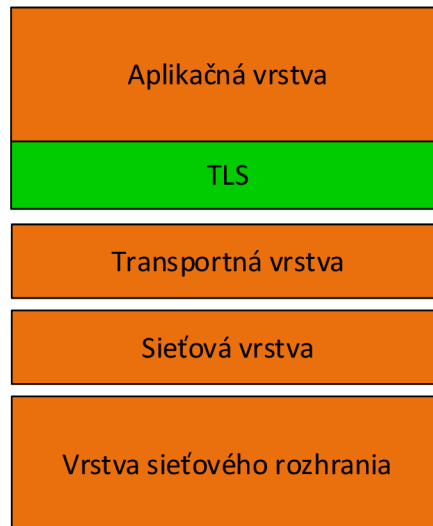 Aplikačná vrstva
TLS
Transportná vrstva
Sieťová vrstva
Vrstva sieťového rozhrania